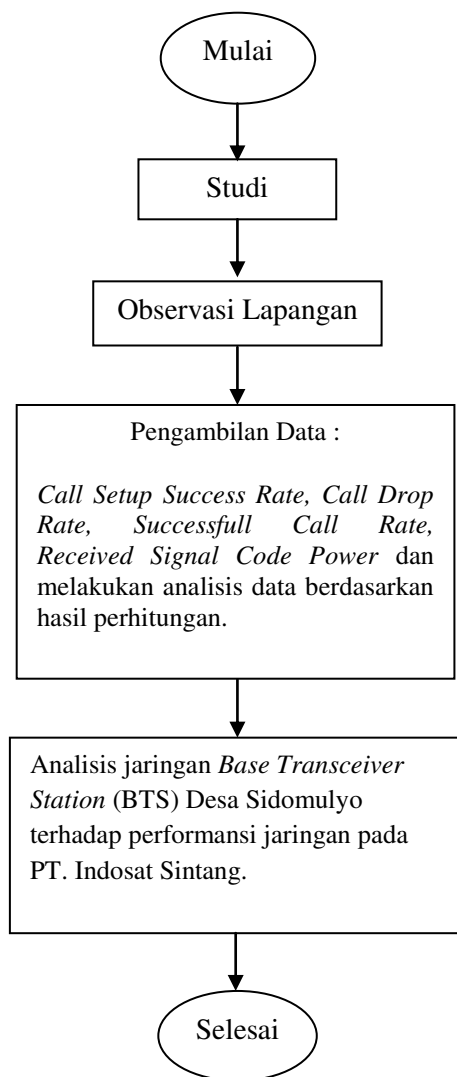 Mulai
Studi
Observasi Lapangan
Pengambilan Data :
Call Setup Success Rate, Call Drop
Rate, Successfull Call Rate,
Received Signal Code Power dan
melakukan analisis data berdasarkan
hasil perhitungan.
Analisis jaringan Base Transceiver
Station (BTS) Desa Sidomulyo
terhadap performansi jaringan pada
PT. Indosat Sintang.
Selesai